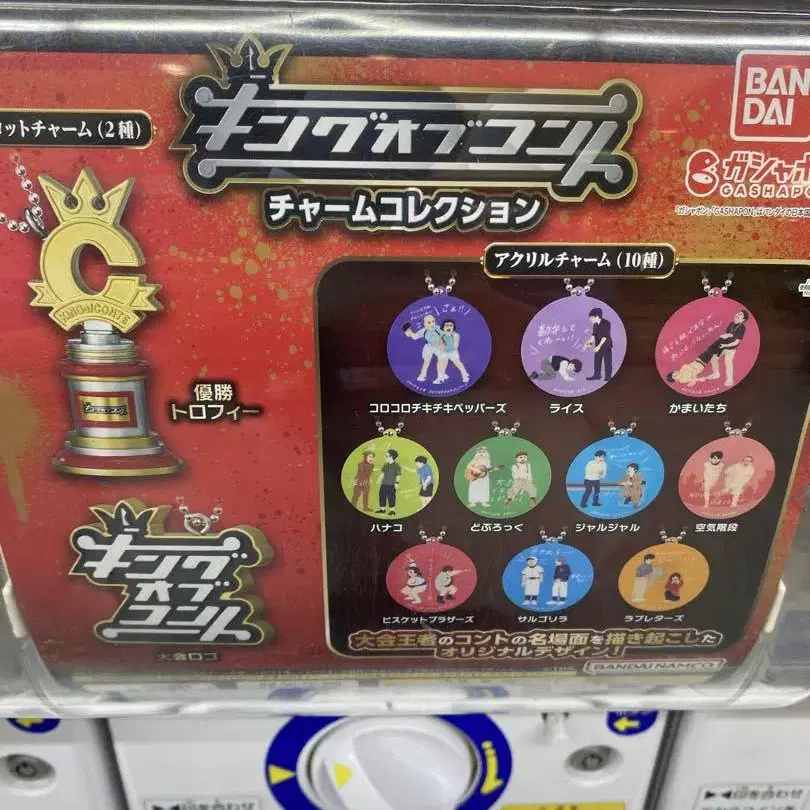 キングオブコント
チャームコレクション
BAN
DAI
ガシャポ
GASHAPON
ロットチャーム（2種）
アクリルチャーム（10種）
優勝
トロフィー
キング
オブ
コント
大会ロゴ
コロコロチキチキペッパーズ
ライス
かまいたち
ハナコ
どぶろっく
ジャルジャル
空気階段
ビスケットブラザーズ
サルゴリラ
ラブレターズ
大会王者のコントの名場面を描き起こした
オリジナルデザイン！
BANDAI NAMCO